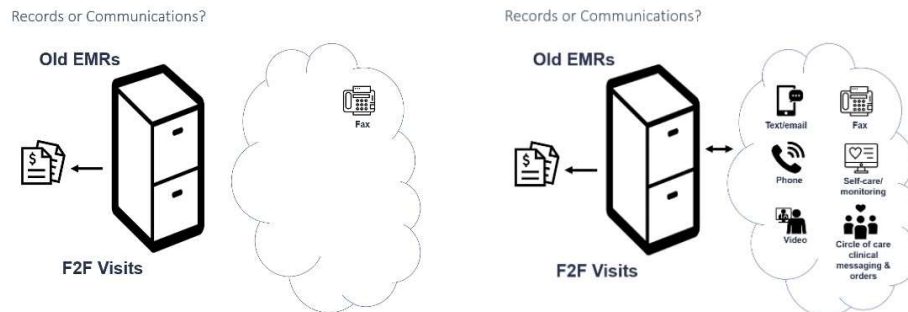 Records or Communications?
Old EMRs
Fax
$
F2F Visits
Records or Communications?
Old EMRs
Text/email
Fax
Phone
Self-care/
monitoring
$
Video
Circle of care
clinical
messaging &
orders
F2F Visits